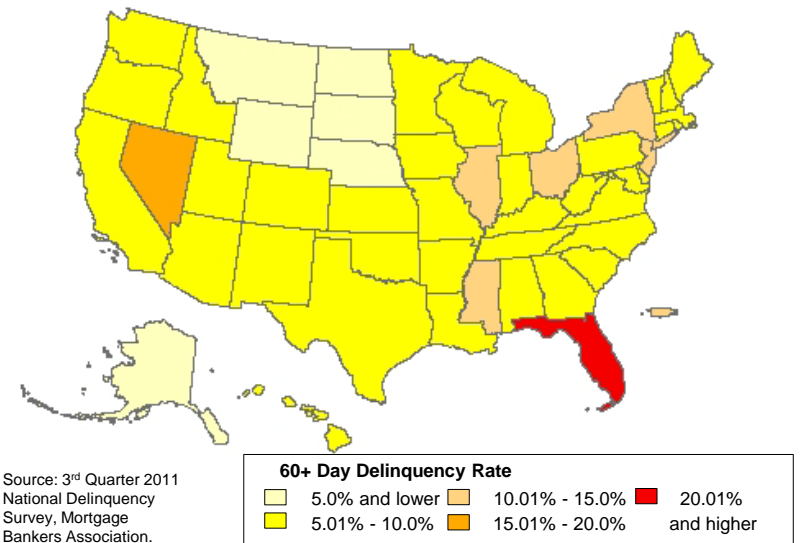 Source: 3rd Quarter 2011
National Delinquency
Survey, Mortgage
Bankers Association.
60+ Day Delinquency Rate
5.0% and lower 10.01% - 15.0% 20.01%
5.01% - 10.0% 15.01% - 20.0% and higher